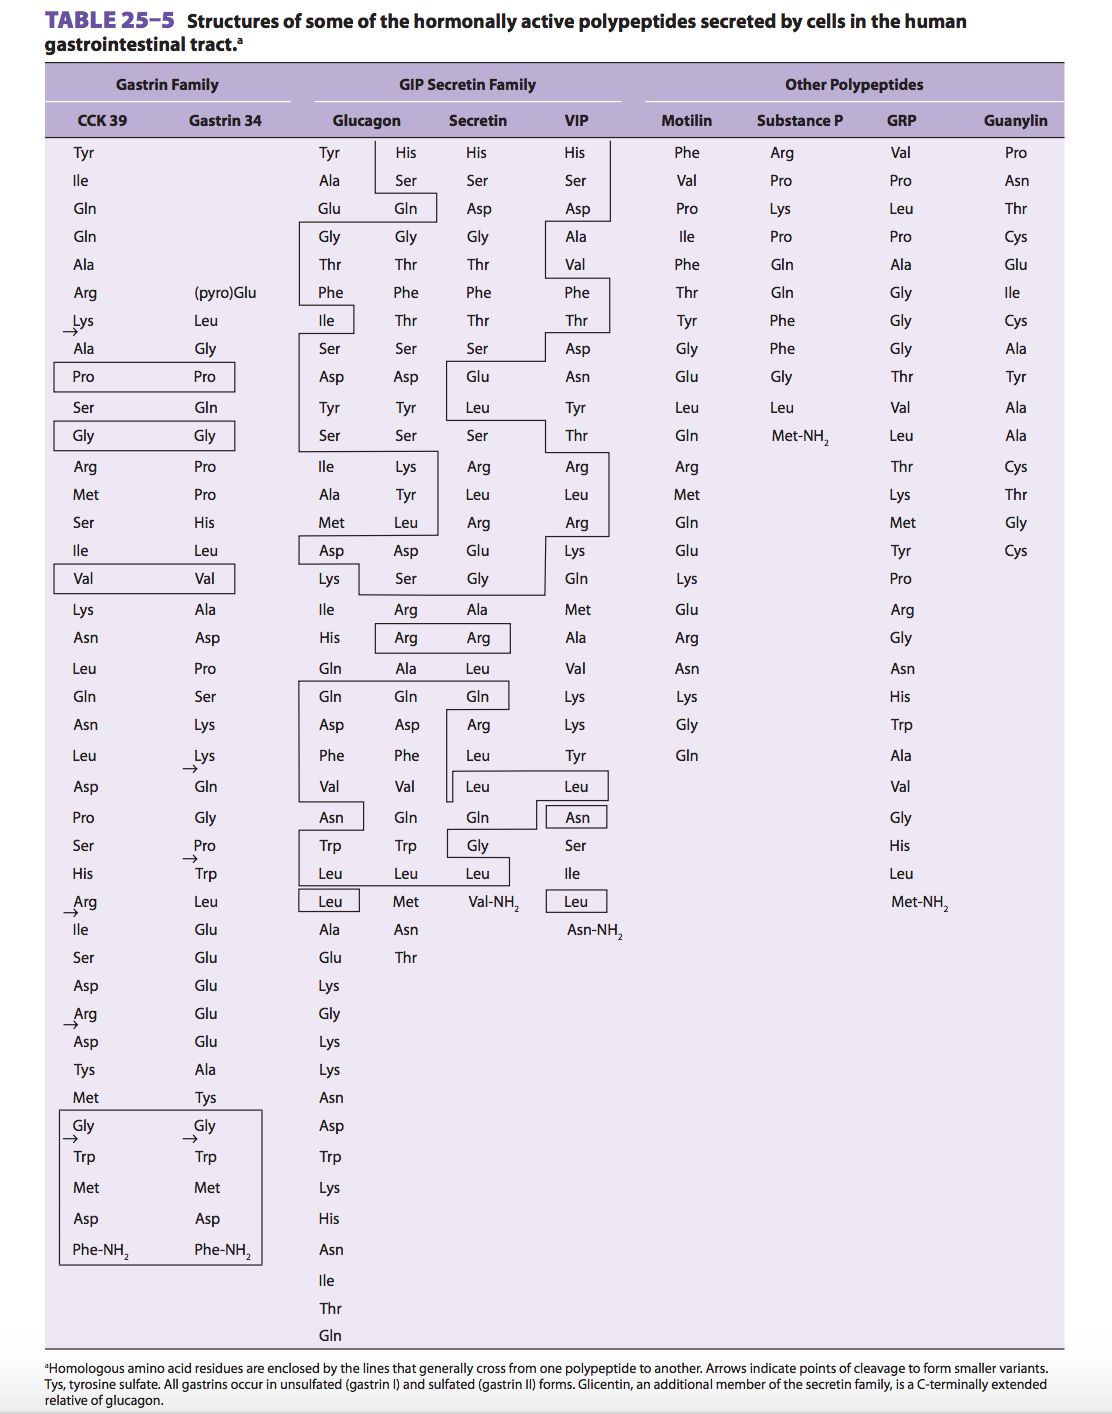 TABLE 25–5 Structures of some of the hormonally active polypeptides secreted by cells in the human
gastrointestinal tract.ᵃ
Gastrin Family GIP Secretin Family Other Polypeptides
CCK 39 Gastrin 34 Glucagon Secretin VIP Motilin Substance P GRP Guanylin
Tyr Tyr His His His Phe Arg Val Pro
Ile Ala Ser Ser Ser Val Pro Pro Asn
Gln Glu Gln Asp Asp Pro Lys Leu Thr
Gln Gly Gly Gly Ala Ile Pro Pro Cys
Ala Thr Thr Thr Val Phe Gln Ala Glu
Arg (pyro)Glu Phe Phe Phe Phe Thr Gln Gly Ile
→Lys Leu Ile Thr Thr Thr Tyr Phe Gly Cys
Ala Gly Ser Ser Ser Asp Gly Phe Gly Ala
Pro Pro Asp Asp Glu Asn Glu Gly Thr Tyr
Ser Gln Tyr Tyr Leu Tyr Leu Leu Val Ala
Gly Gly Ser Ser Ser Thr Gln Met-NH₂ Leu Ala
Arg Pro Ile Lys Arg Arg Arg Thr Cys
Met Pro Ala Tyr Leu Leu Met Lys Thr
Ser His Met Leu Arg Arg Gln Met Gly
Ile Leu Asp Asp Glu Lys Glu Tyr Cys
Val Val Lys Ser Gly Gln Lys Pro
Lys Ala Ile Arg Ala Met Glu Arg
Asn Asp His Arg Arg Ala Arg Gly
Leu Pro Gln Ala Leu Val Asn Asn
Gln Ser Gln Gln Gln Lys Lys His
Asn Lys Asp Asp Arg Lys Gly Trp
Leu →Lys Phe Phe Leu Tyr Gln Ala
Asp Gln Val Val Leu Leu Val
Pro Gly Asn Gln Gln Asn Gly
Ser →Pro Trp Trp Gly Ser His
His Trp Leu Leu Leu Ile Leu
→Arg Leu Leu Met Val-NH₂ Leu Met-NH₂
Ile Glu Ala Asn Asn-NH₂
Ser Glu Glu Thr
Asp Glu Lys
→Arg Glu Gly
Asp Glu Lys
Tys Ala Lys
Met Tys Asn
→Gly →Gly Asp
Trp Trp Trp
Met Met Lys
Asp Asp His
Phe-NH₂ Phe-NH₂ Asn
Ile
Thr
Gln
ᵃHomologous amino acid residues are enclosed by the lines that generally cross from one polypeptide to another. Arrows indicate points of cleavage to form smaller variants.
Tys, tyrosine sulfate. All gastrins occur in unsulfated (gastrin I) and sulfated (gastrin II) forms. Glicentin, an additional member of the secretin family, is a C-terminally extended
relative of glucagon.